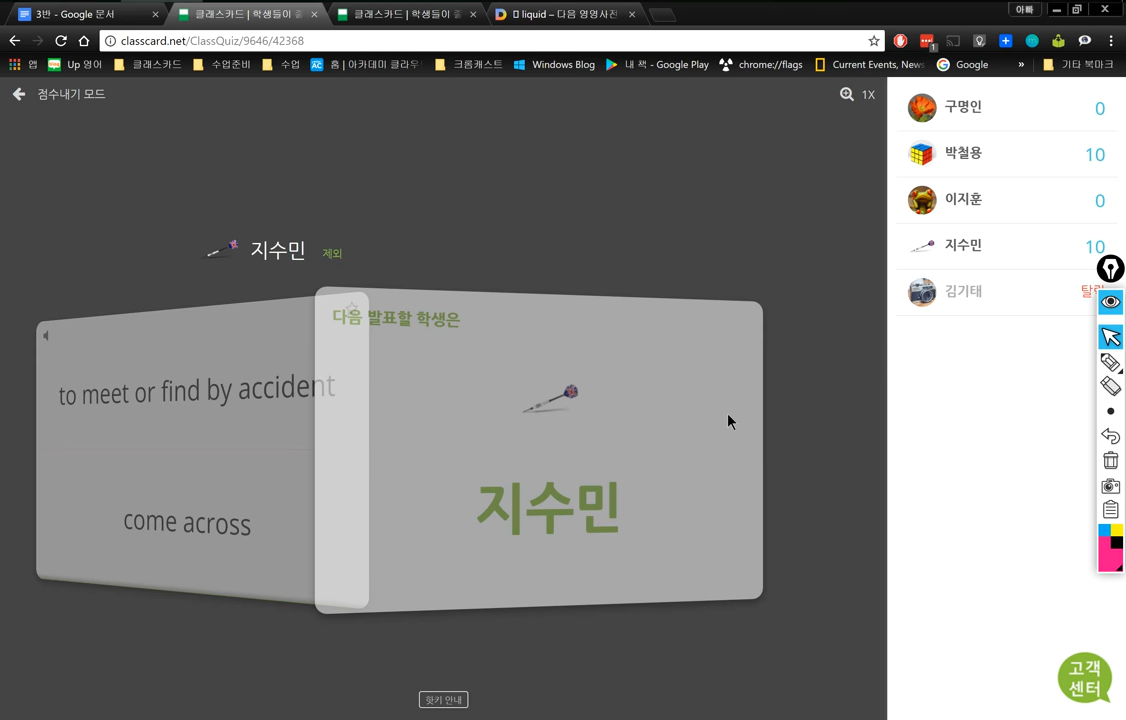 3반 - Google 문서
클래스카드 | 학생들이 좋
클래스카드 | 학생들이 좋
liquid – 다음 영영사전
아빠
classcard.net/ClassQuiz/9646/42368
1
앱
Up 영어
클래스카드
수업준비
수업
홈 | 아카데미 클라우
크롬캐스트
Windows Blog
내 책 - Google Play
chrome://flags
Current Events, News
Google
»
기타 북마크
점수내기 모드
1X
지수민 제외
to meet or find by accident
come across
다음 발표할 학생은
지수민
핫키 안내
구명인 0
박철용 10
이지훈 0
지수민 10
김기태
고객
센터